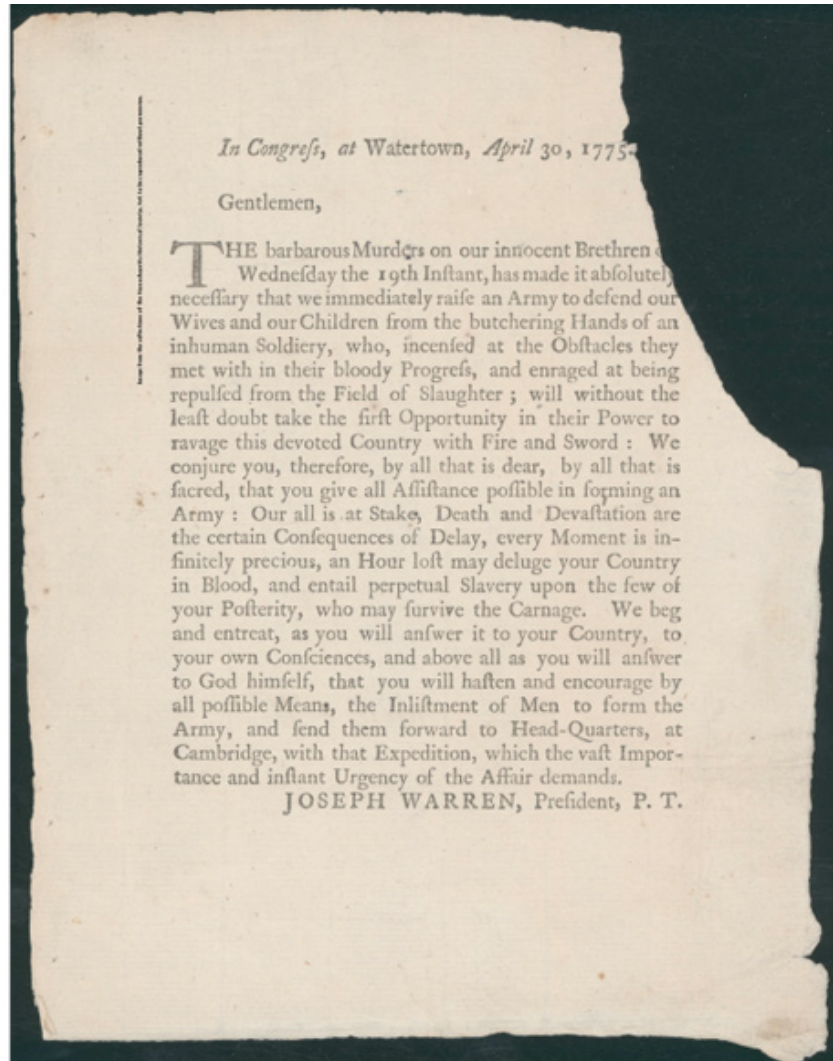 In Congreſs, at Watertown, April 30, 1775.
Gentlemen,
THE barbarous Murders on our innocent Brethren
Wedneſday the 19th Inſtant, has made it abſolutely
neceſſary that we immediately raiſe an Army to defend our
Wives and our Children from the butchering Hands of an
inhuman Soldiery, who, incenſed at the Obſtacles they
met with in their bloody Progreſs, and enraged at being
repulſed from the Field of Slaughter ; will without the
leaſt doubt take the firſt Opportunity in their Power to
ravage this devoted Country with Fire and Sword : We
conjure you, therefore, by all that is dear, by all that is
ſacred, that you give all Aſſiſtance poſſible in forming an
Army : Our all is at Stake, Death and Devaſtation are
the certain Conſequences of Delay, every Moment is in-
finitely precious, an Hour loſt may deluge your Country
in Blood, and entail perpetual Slavery upon the few of
your Poſterity, who may ſurvive the Carnage. We beg
and entreat, as you will anſwer it to your Country, to
your own Conſciences, and above all as you will anſwer
to God himſelf, that you will haſten and encourage by
all poſſible Means, the Inliſtment of Men to form the
Army, and ſend them forward to Head-Quarters, at
Cambridge, with that Expedition, which the vaſt Impor-
tance and inſtant Urgency of the Affair demands.
JOSEPH WARREN, Preſident, P. T.